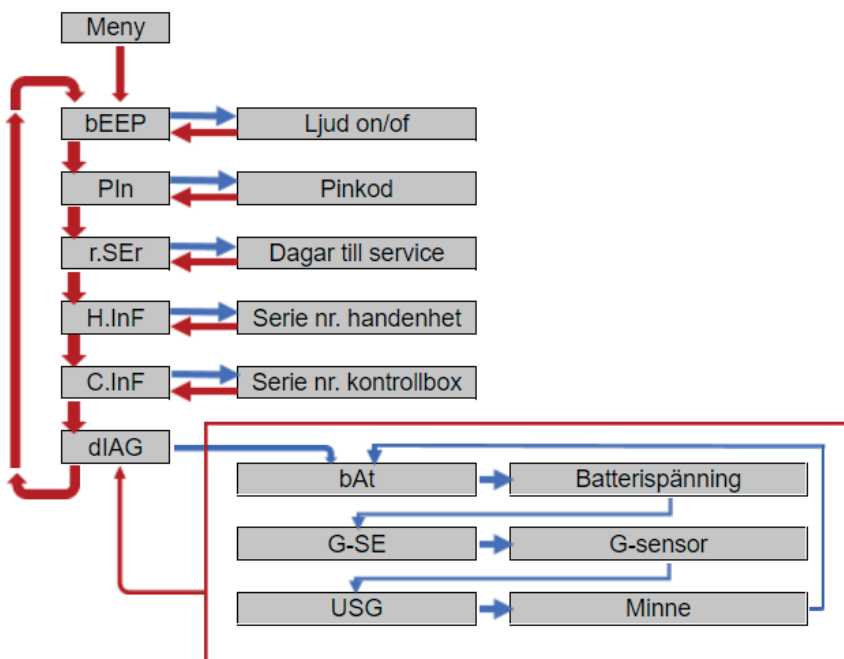 Meny
bEEP
Ljud on/of
PIn
Pinkod
r.SEr
Dagar till service
H.InF
Serie nr. handenhet
C.InF
Serie nr. kontrollbox
dIAG
bAt
Batterispänning
G-SE
G-sensor
USG
Minne